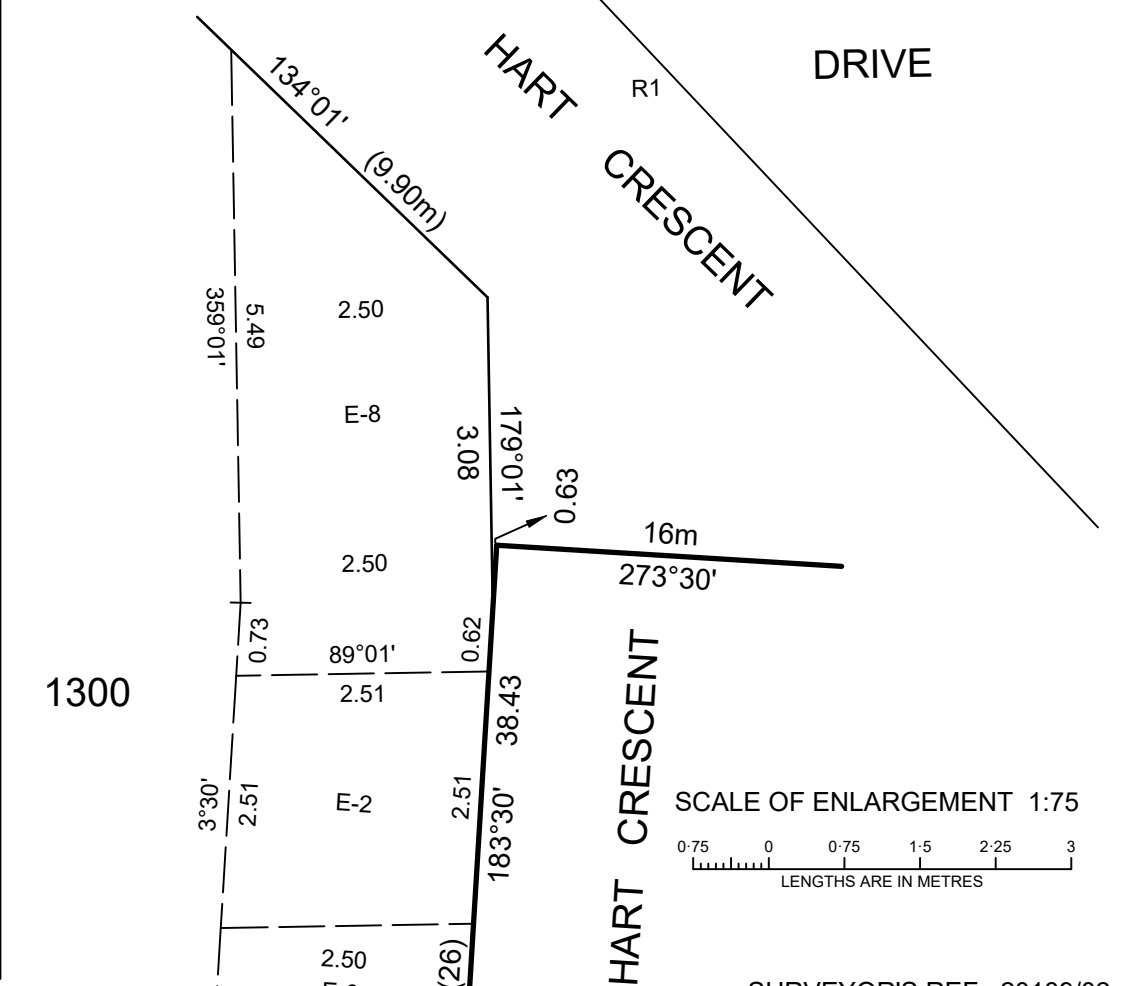 DRIVE
HART CRESCENT
R1
134°01'
(9.90m)
359°01'
5.49
2.50
E-8
3.08
179°01'
0.63
16m
273°30'
2.50
0.73
89°01'
0.62
2.51
1300
38.43
3°30'
2.51
E-2
2.51
183°30'
HART CRESCENT
SCALE OF ENLARGEMENT 1:75
0·75 0 0·75 1·5 2·25 3
LENGTHS ARE IN METRES
2.50
(26)